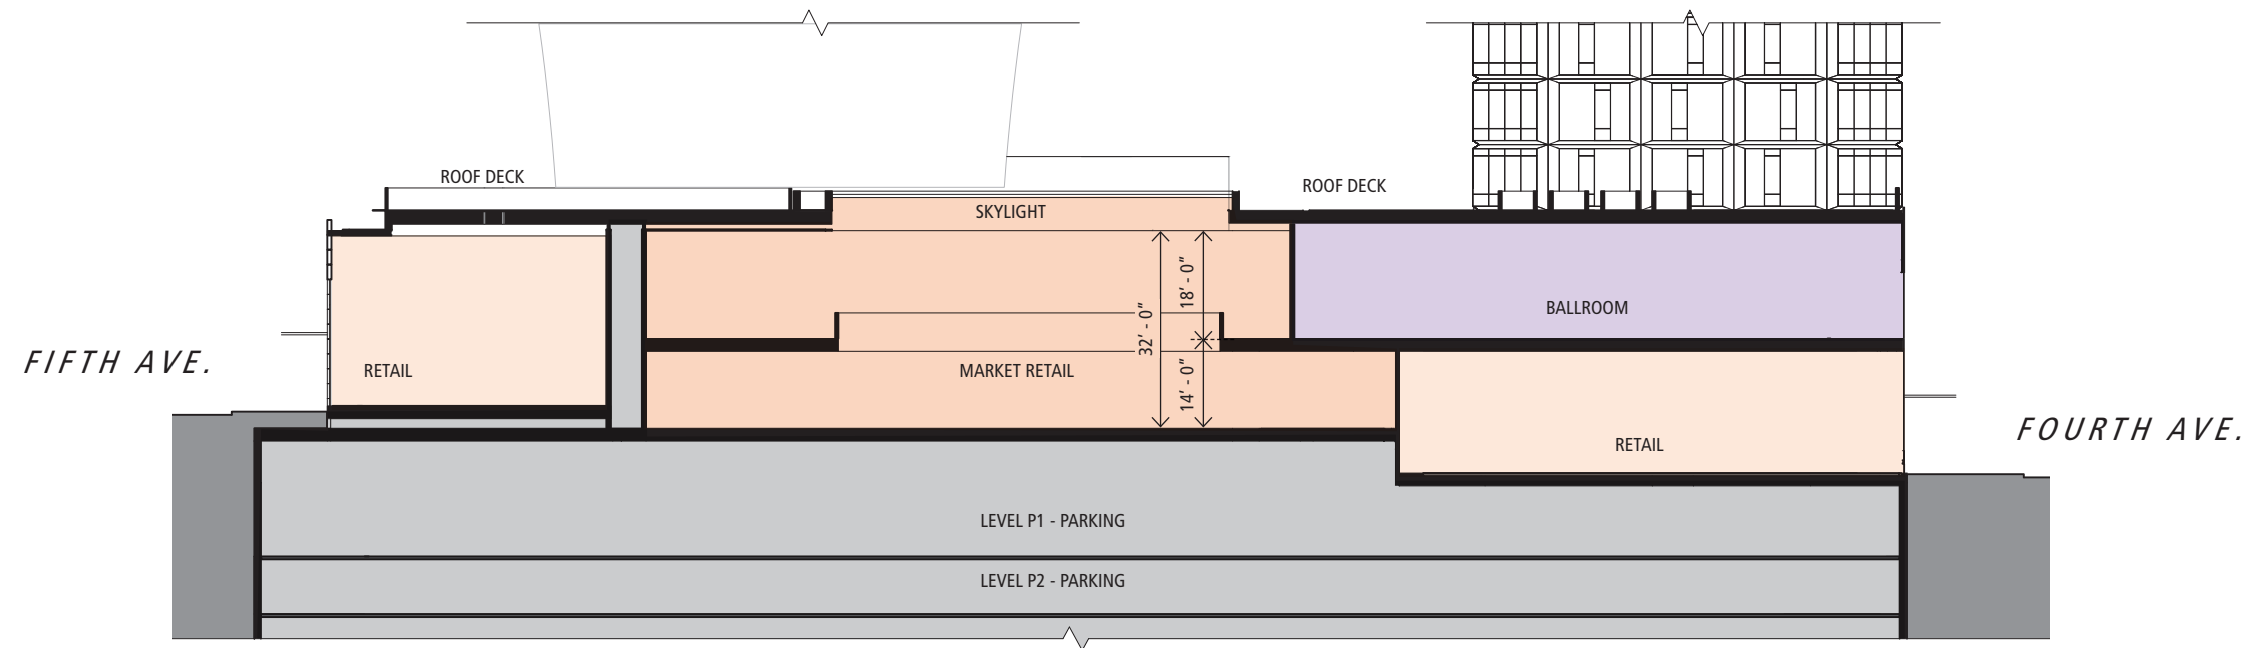 ROOF DECK
ROOF DECK
SKYLIGHT
18' - 0"
32' - 0"
BALLROOM
FIFTH AVE.
RETAIL
MARKET RETAIL
14' - 0"
FOURTH AVE.
RETAIL
LEVEL P1 - PARKING
LEVEL P2 - PARKING